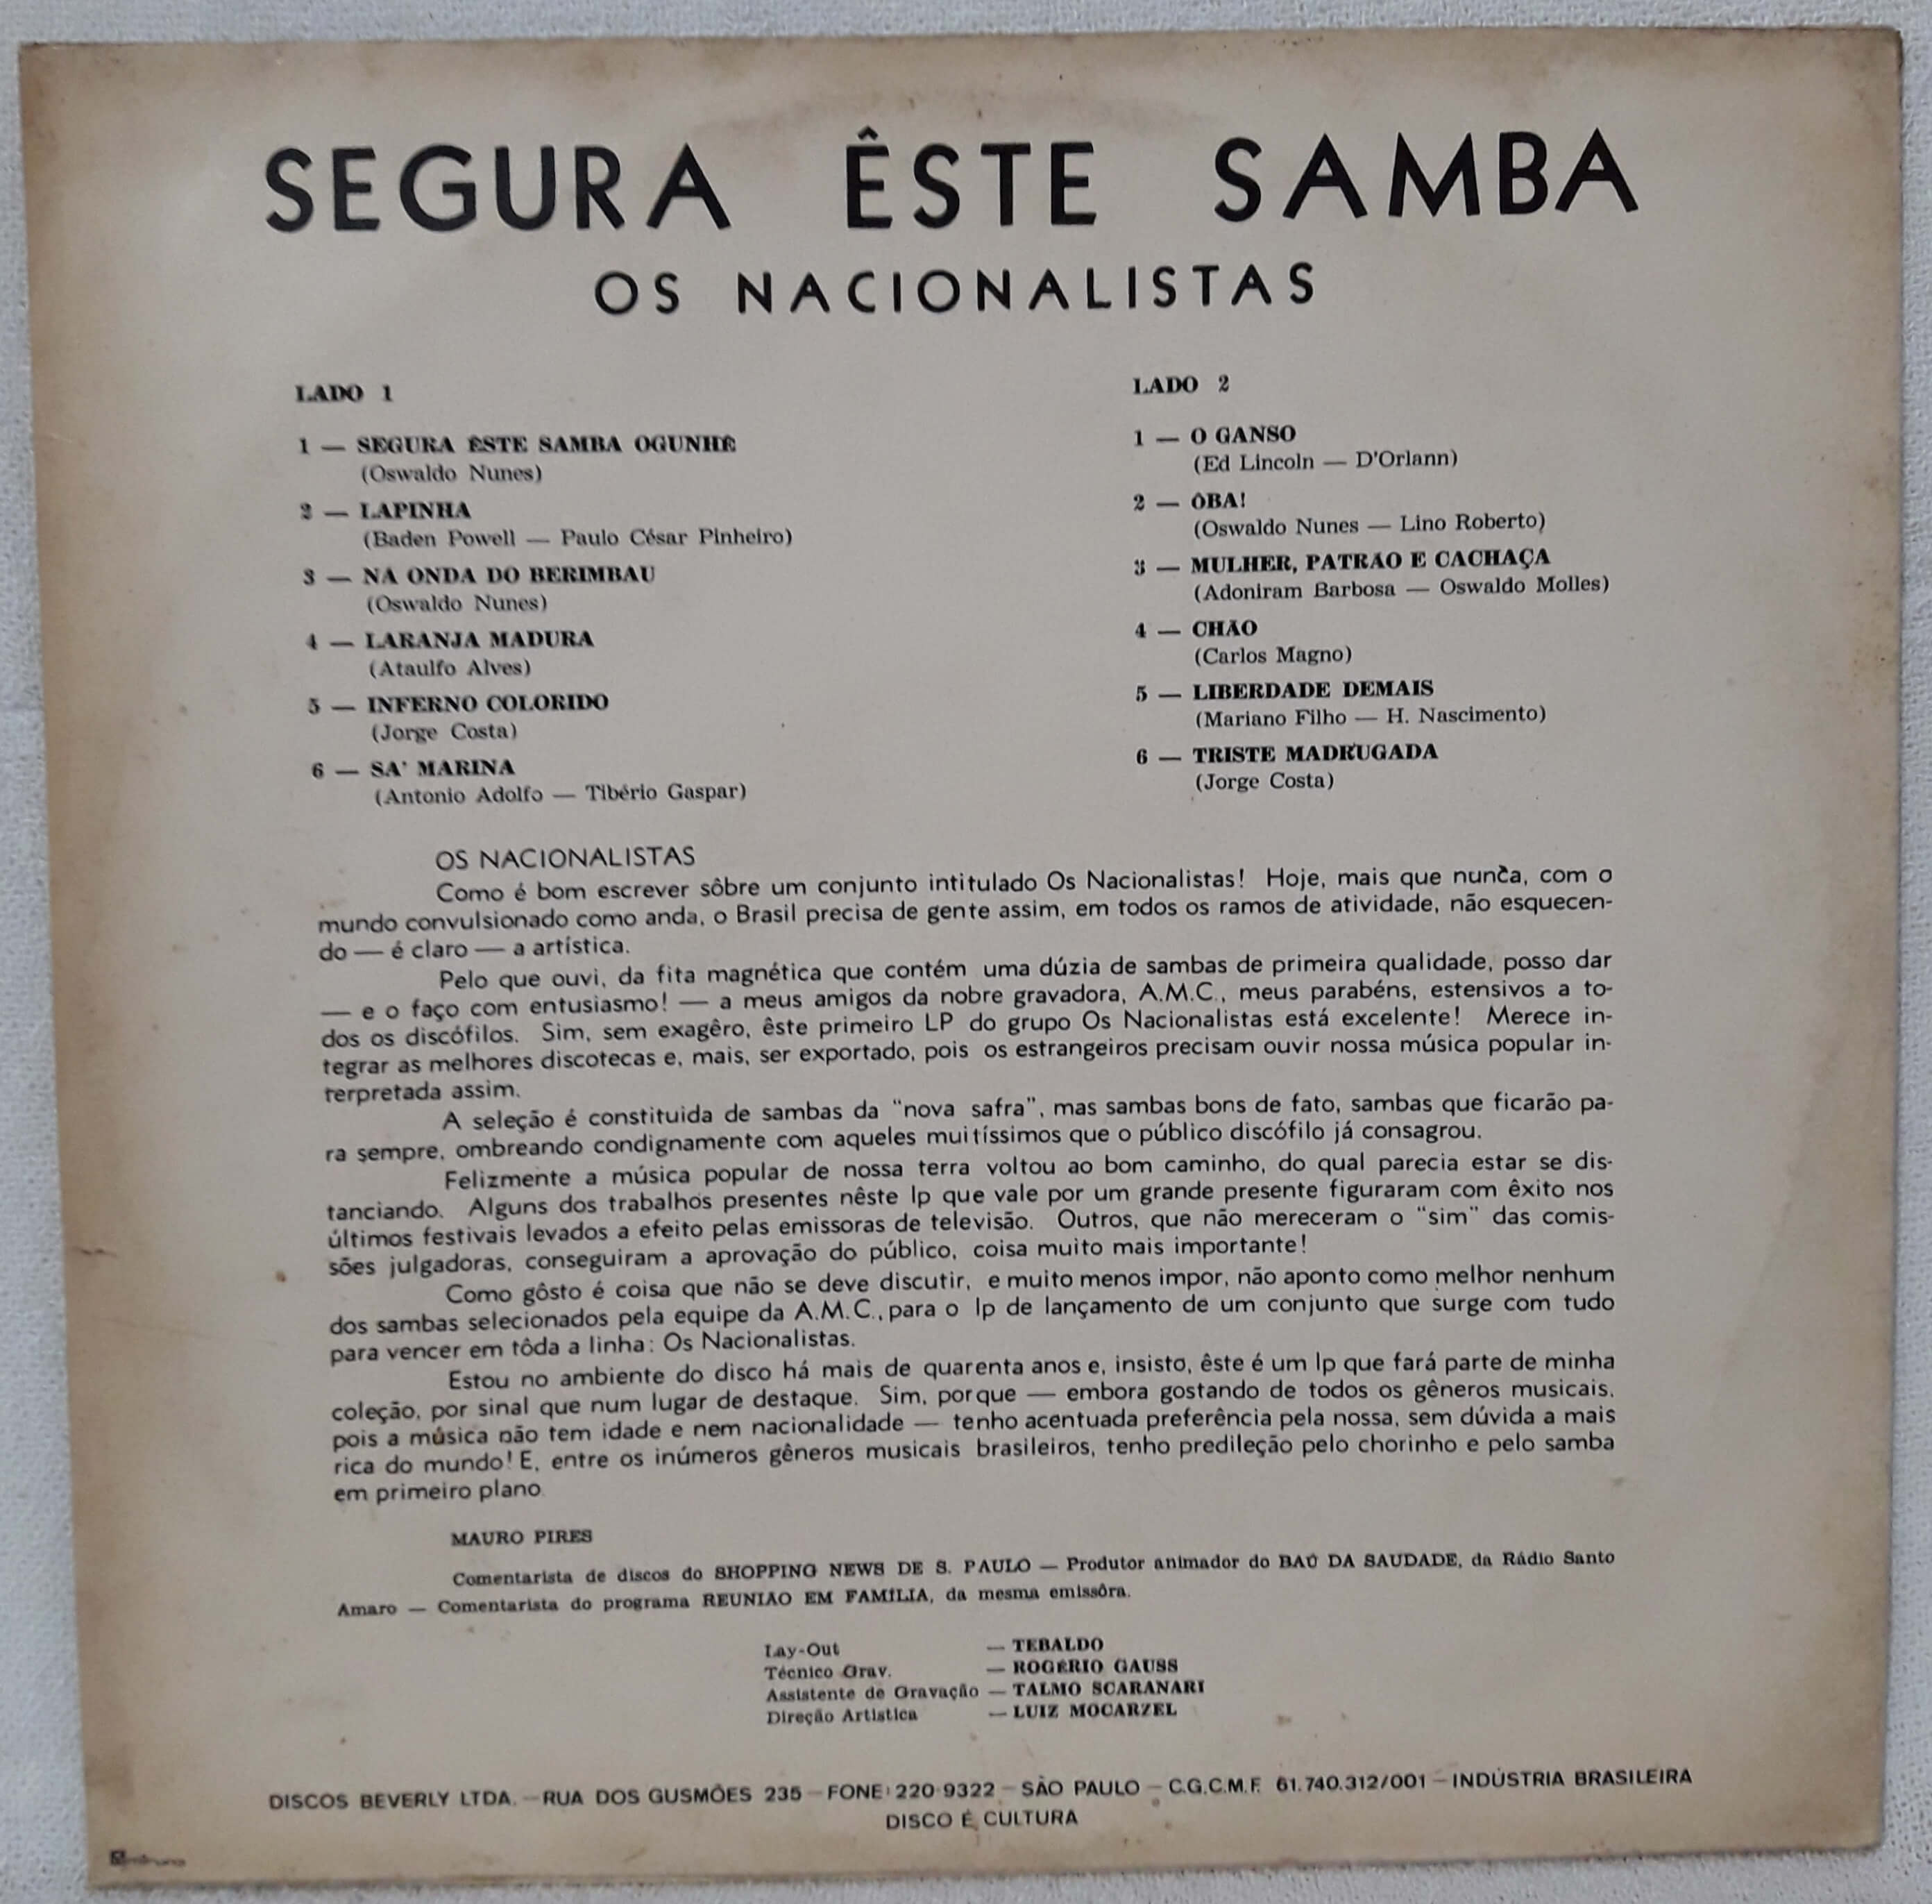 SEGURA ÊSTE SAMBA
OS NACIONALISTAS
LADO 1
1 — SEGURA ÊSTE SAMBA OGUNHÊ
(Oswaldo Nunes)
2 — LAPINHA
(Baden Powell — Paulo César Pinheiro)
3 — NA ONDA DO BERIMBAU
(Oswaldo Nunes)
4 — LARANJA MADURA
(Ataulfo Alves)
5 — INFERNO COLORIDO
(Jorge Costa)
6 — SA' MARINA
(Antonio Adolfo — Tibério Gaspar)
LADO 2
1 — O GANSO
(Ed Lincoln — D'Orlann)
2 — ÔBA!
(Oswaldo Nunes — Lino Roberto)
3 — MULHER, PATRÃO E CACHAÇA
(Adoniram Barbosa — Oswaldo Molles)
4 — CHÃO
(Carlos Magno)
5 — LIBERDADE DEMAIS
(Mariano Filho — H. Nascimento)
6 — TRISTE MADRUGADA
(Jorge Costa)
OS NACIONALISTAS
Como é bom escrever sôbre um conjunto intitulado Os Nacionalistas! Hoje, mais que nunca, com o
mundo convulsionado como anda, o Brasil precisa de gente assim, em todos os ramos de atividade, não esquecen-
do — é claro — a artística.
Pelo que ouvi, da fita magnética que contém uma dúzia de sambas de primeira qualidade, posso dar
— e o faço com entusiasmo! — a meus amigos da nobre gravadora, A.M.C., meus parabéns, estensivos a to-
dos os discófilos. Sim, sem exagêro, êste primeiro LP do grupo Os Nacionalistas está excelente! Merece in-
tegrar as melhores discotecas e, mais, ser exportado, pois os estrangeiros precisam ouvir nossa música popular in-
terpretada assim.
A seleção é constituida de sambas da "nova safra", mas sambas bons de fato, sambas que ficarão pa-
ra sempre, ombreando condignamente com aqueles muitíssimos que o público discófilo já consagrou.
Felizmente a música popular de nossa terra voltou ao bom caminho, do qual parecia estar se dis-
tanciando. Alguns dos trabalhos presentes nêste lp que vale por um grande presente figuraram com êxito nos
últimos festivais levados a efeito pelas emissoras de televisão. Outros, que não mereceram o "sim" das comis-
sões julgadoras, conseguiram a aprovação do público, coisa muito mais importante!
Como gôsto é coisa que não se deve discutir, e muito menos impor, não aponto como melhor nenhum
dos sambas selecionados pela equipe da A.M.C., para o lp de lançamento de um conjunto que surge com tudo
para vencer em tôda a linha: Os Nacionalistas.
Estou no ambiente do disco há mais de quarenta anos e, insisto, êste é um lp que fará parte de minha
coleção, por sinal que num lugar de destaque. Sim, porque — embora gostando de todos os gêneros musicais,
pois a música não tem idade e nem nacionalidade — tenho acentuada preferência pela nossa, sem dúvida a mais
rica do mundo! E, entre os inúmeros gêneros musicais brasileiros, tenho predileção pelo chorinho e pelo samba
em primeiro plano.
MAURO PIRES
Comentarista de discos do SHOPPING NEWS DE S. PAULO — Produtor animador do BAÚ DA SAUDADE, da Rádio Santo
Amaro — Comentarista do programa REUNIÃO EM FAMÍLIA, da mesma emissôra.
Lay-Out — TEBALDO
Técnico Grav. — ROGÉRIO GAUSS
Assistente de Gravação — TALMO SCARANARI
Direção Artistica — LUIZ MOCARZEL
DISCOS BEVERLY LTDA. — RUA DOS GUSMÕES 235 — FONE: 220-9322 — SÃO PAULO — C.G.C.M.F. 61.740.312/001 — INDÚSTRIA BRASILEIRA
DISCO É CULTURA